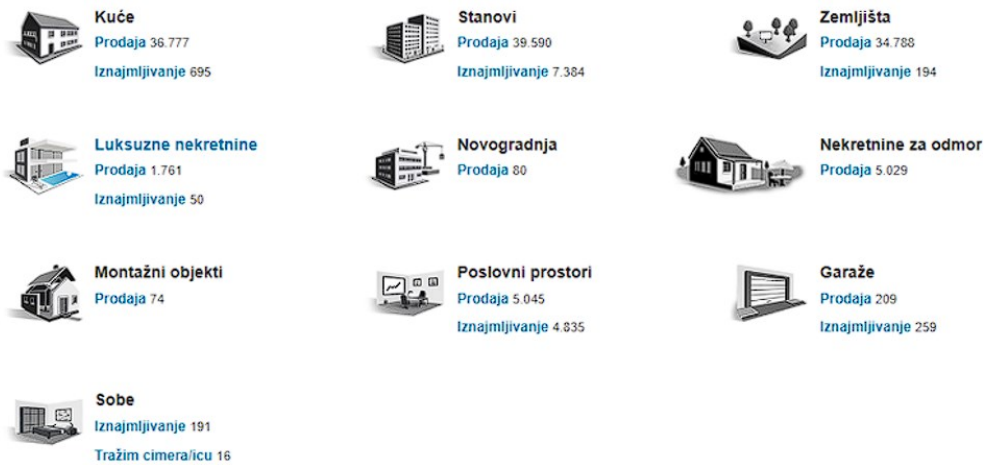 Kuće
Prodaja 36.777
Iznajmljivanje 695
Stanovi
Prodaja 39.590
Iznajmljivanje 7.384
Zemljišta
Prodaja 34.788
Iznajmljivanje 194
Luksuzne nekretnine
Prodaja 1.761
Iznajmljivanje 50
Novogradnja
Prodaja 80
Nekretnine za odmor
Prodaja 5.029
Montažni objekti
Prodaja 74
Poslovni prostori
Prodaja 5.045
Iznajmljivanje 4.835
Garaže
Prodaja 209
Iznajmljivanje 259
Sobe
Iznajmljivanje 191
Tražim cimera/icu 16